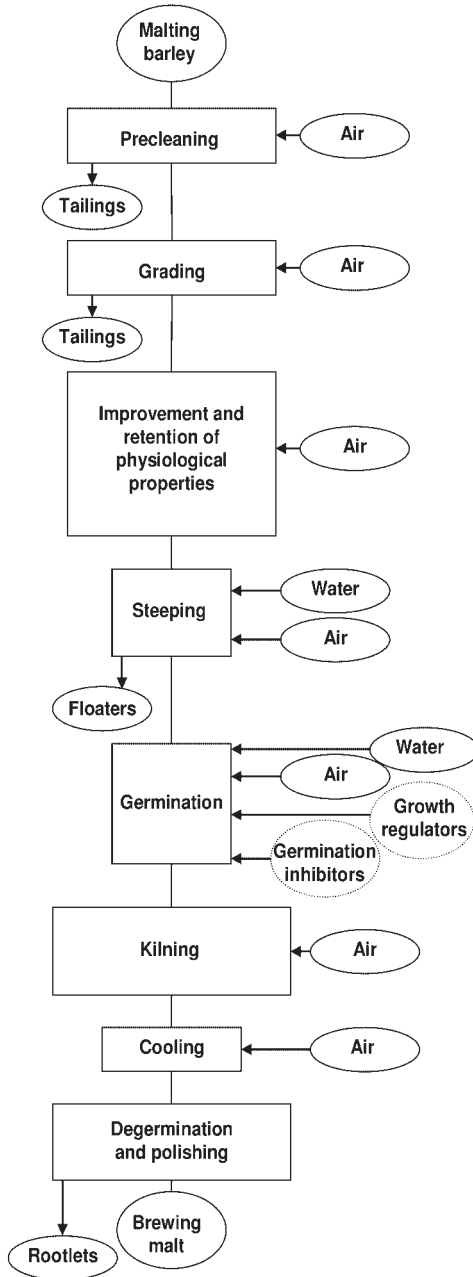 Malting
barley
Precleaning
Air
Tailings
Grading
Air
Tailings
Improvement and
retention of
physiological
properties
Air
Steeping
Water
Air
Floaters
Germination
Water
Air
Growth
regulators
Germination
inhibitors
Kilning
Air
Cooling
Air
Degermination
and polishing
Rootlets
Brewing
malt